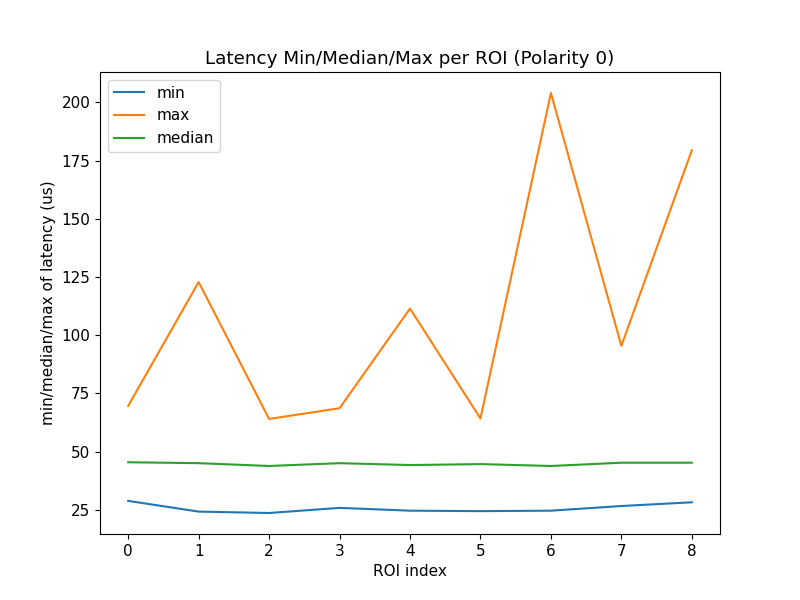 Latency Min/Median/Max per ROI (Polarity 0)
min
max
median
200
175
150
125
100
75
50
25
min/median/max of latency (us)
0 1 2 3 4 5 6 7 8
ROI index